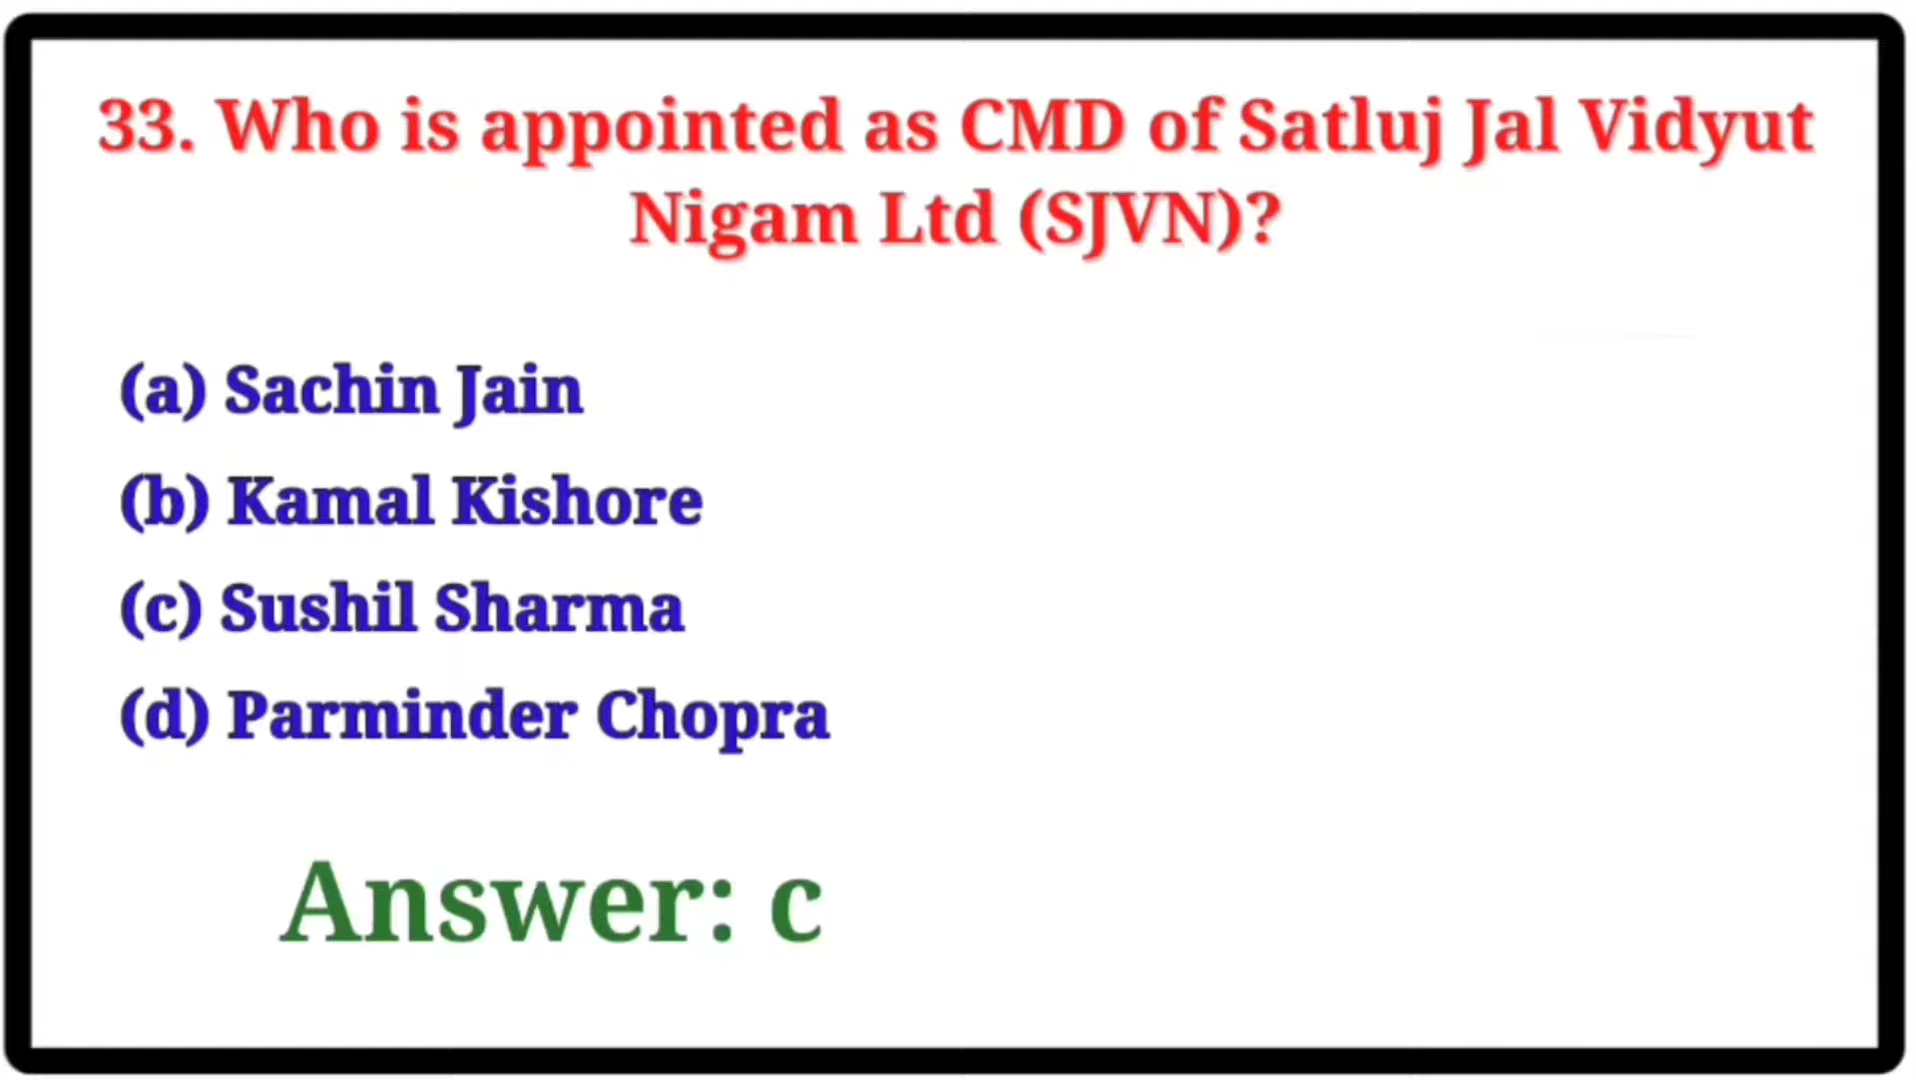 33. Who is appointed as CMD of Satluj Jal Vidyut
Nigam Ltd (SJVN)?
(a) Sachin Jain
(b) Kamal Kishore
(c) Sushil Sharma
(d) Parminder Chopra
Answer: c